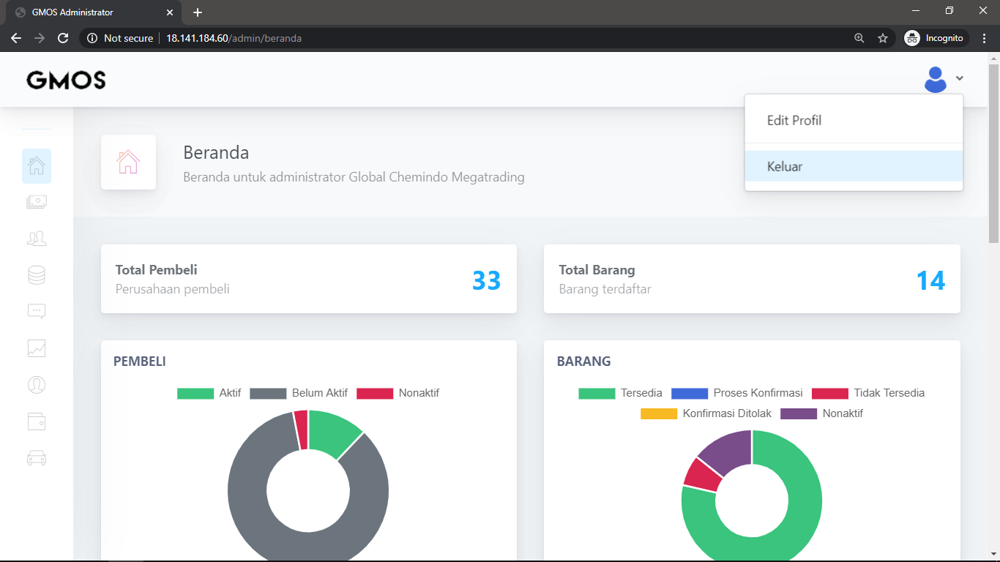 GMOS Administrator
Not secure
18.141.184.60/admin/beranda
Incognito
GMOS
Edit Profil
Keluar
Beranda
Beranda untuk administrator Global Chemindo Megatrading
Total Pembeli
Perusahaan pembeli
33
Total Barang
Barang terdaftar
14
PEMBELI
Aktif
Belum Aktif
Nonaktif
BARANG
Tersedia
Proses Konfirmasi
Tidak Tersedia
Konfirmasi Ditolak
Nonaktif